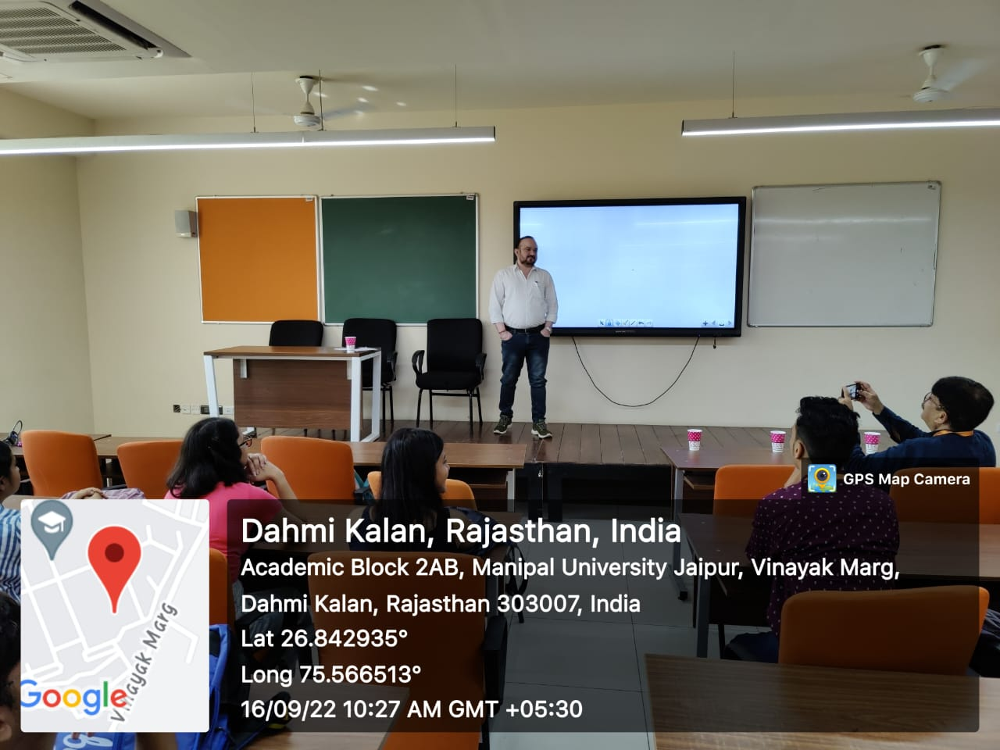 GPS Map Camera
Dahmi Kalan, Rajasthan, India
Academic Block 2AB, Manipal University Jaipur, Vinayak Marg,
Dahmi Kalan, Rajasthan 303007, India
Lat 26.842935°
Long 75.566513°
16/09/22 10:27 AM GMT +05:30
Vinayak Marg
Google